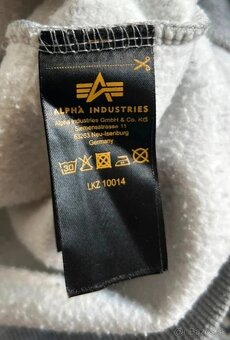 ALPHA INDUSTRIES
Alpha Industries GmbH & Co. KG
Siemensstrasse 11
63263 Neu-Isenburg
Germany
30
LKZ 10014